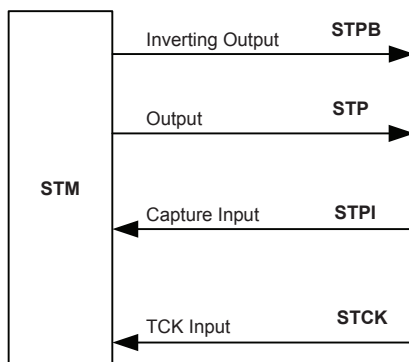 Inverting Output STPB
Output STP
STM
Capture Input STPI
TCK Input STCK